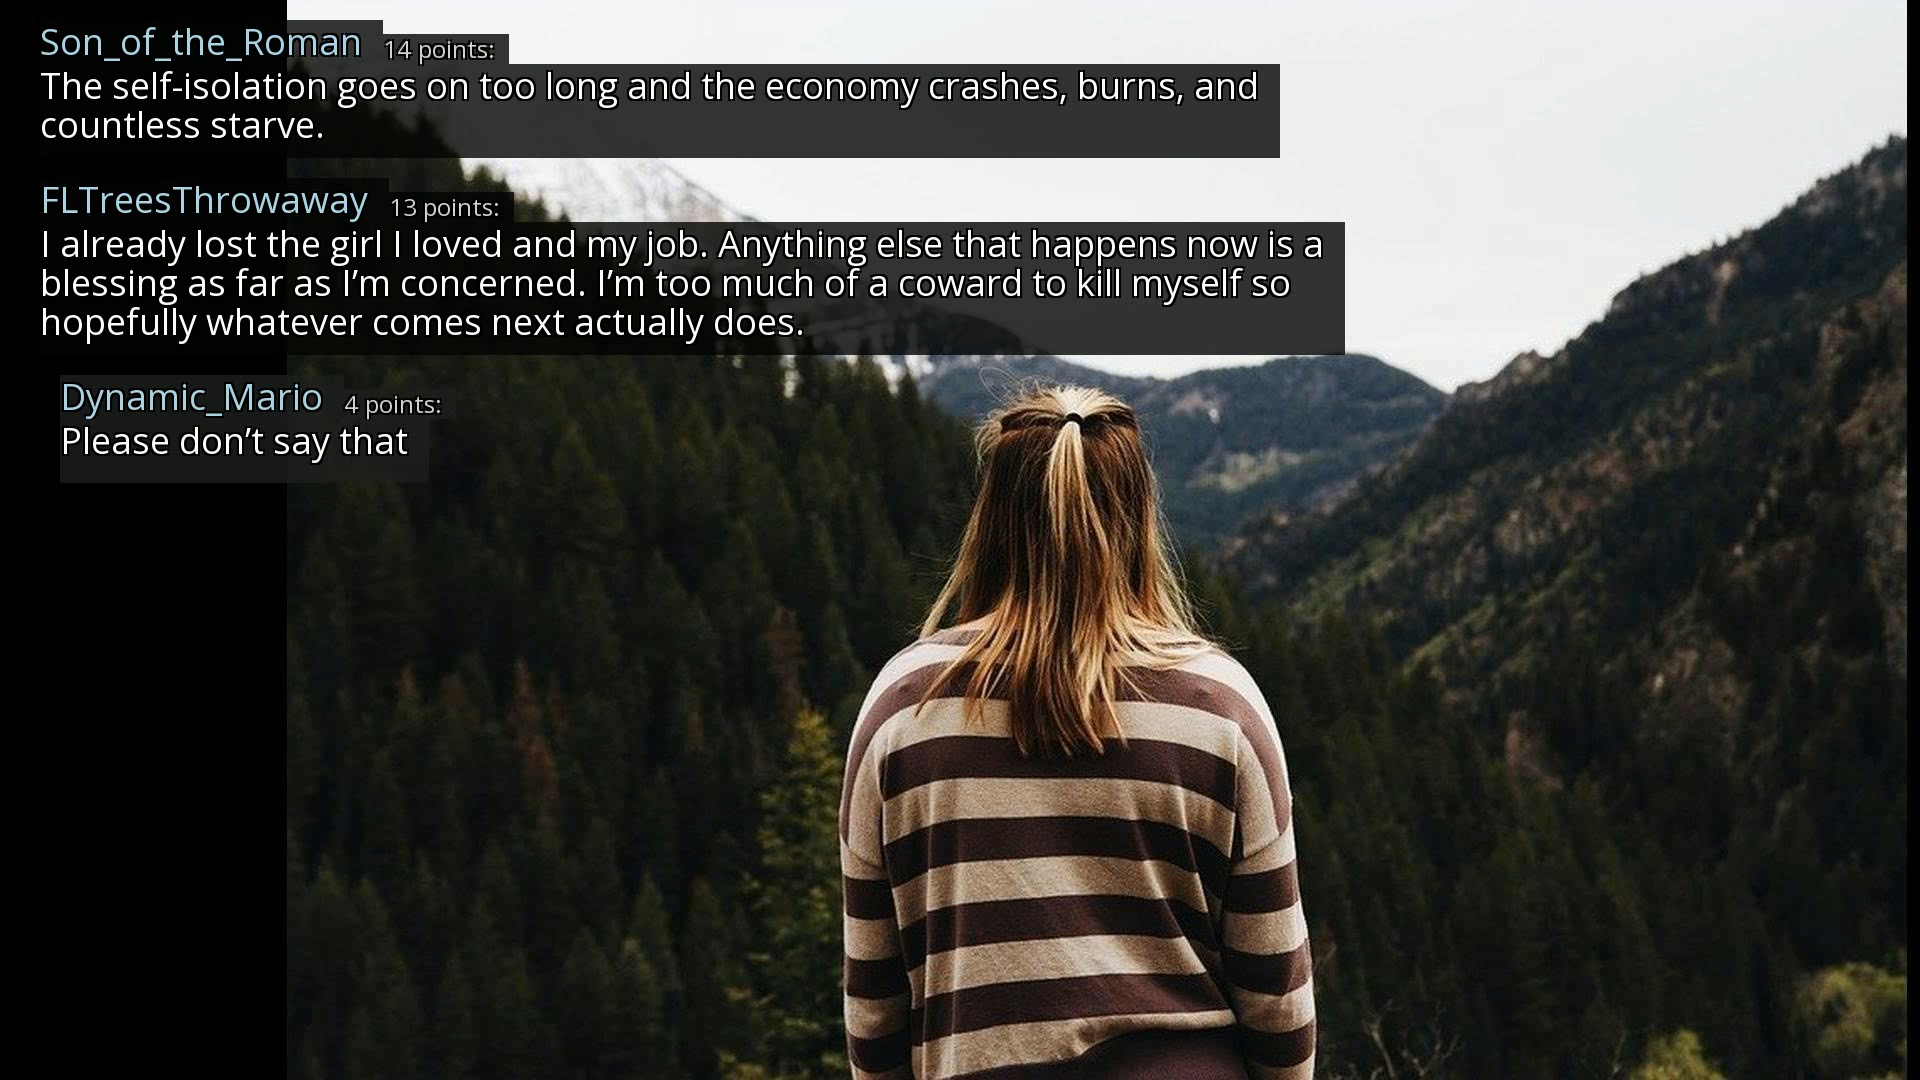 Son_of_the_Roman 14 points:
The self-isolation goes on too long and the economy crashes, burns, and
countless starve.
FLTreesThrowaway 13 points:
I already lost the girl I loved and my job. Anything else that happens now is a
blessing as far as I’m concerned. I’m too much of a coward to kill myself so
hopefully whatever comes next actually does.
Dynamic_Mario 4 points:
Please don’t say that